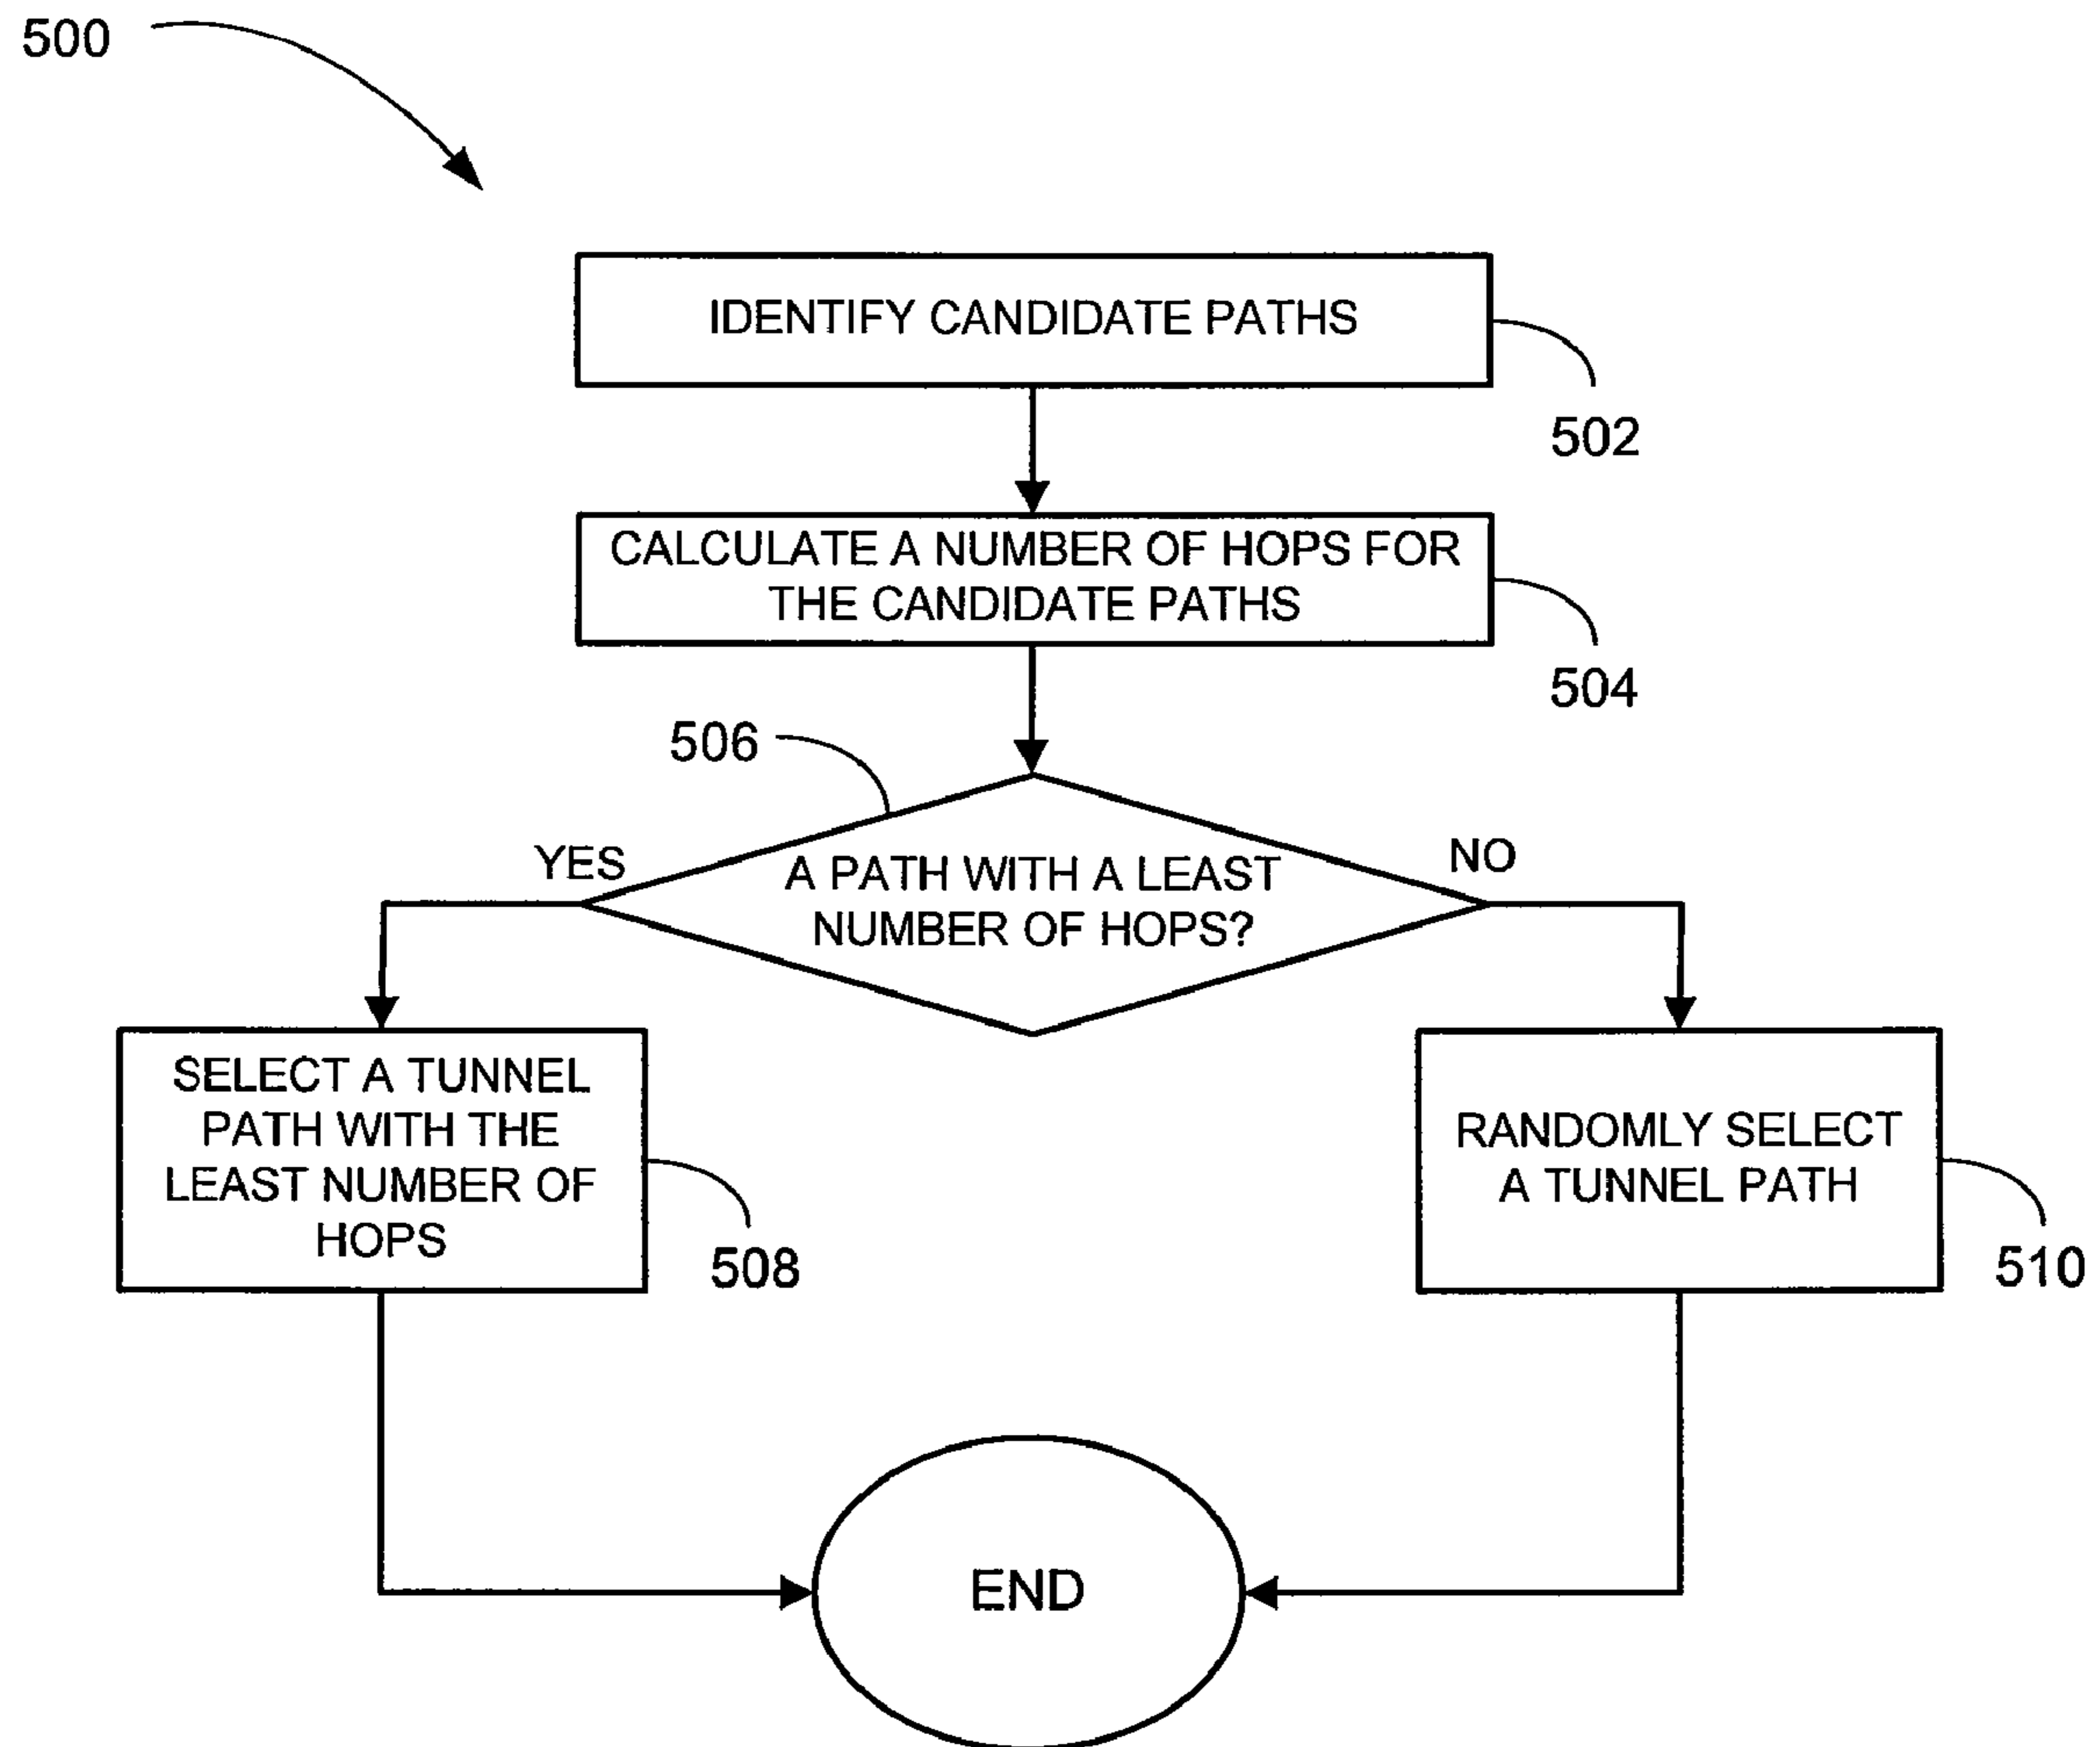 500
IDENTIFY CANDIDATE PATHS
502
CALCULATE A NUMBER OF HOPS FOR
THE CANDIDATE PATHS
504
506
YES
A PATH WITH A LEAST
NUMBER OF HOPS?
NO
SELECT A TUNNEL
PATH WITH THE
LEAST NUMBER OF
HOPS
508
RANDOMLY SELECT
A TUNNEL PATH
510
END